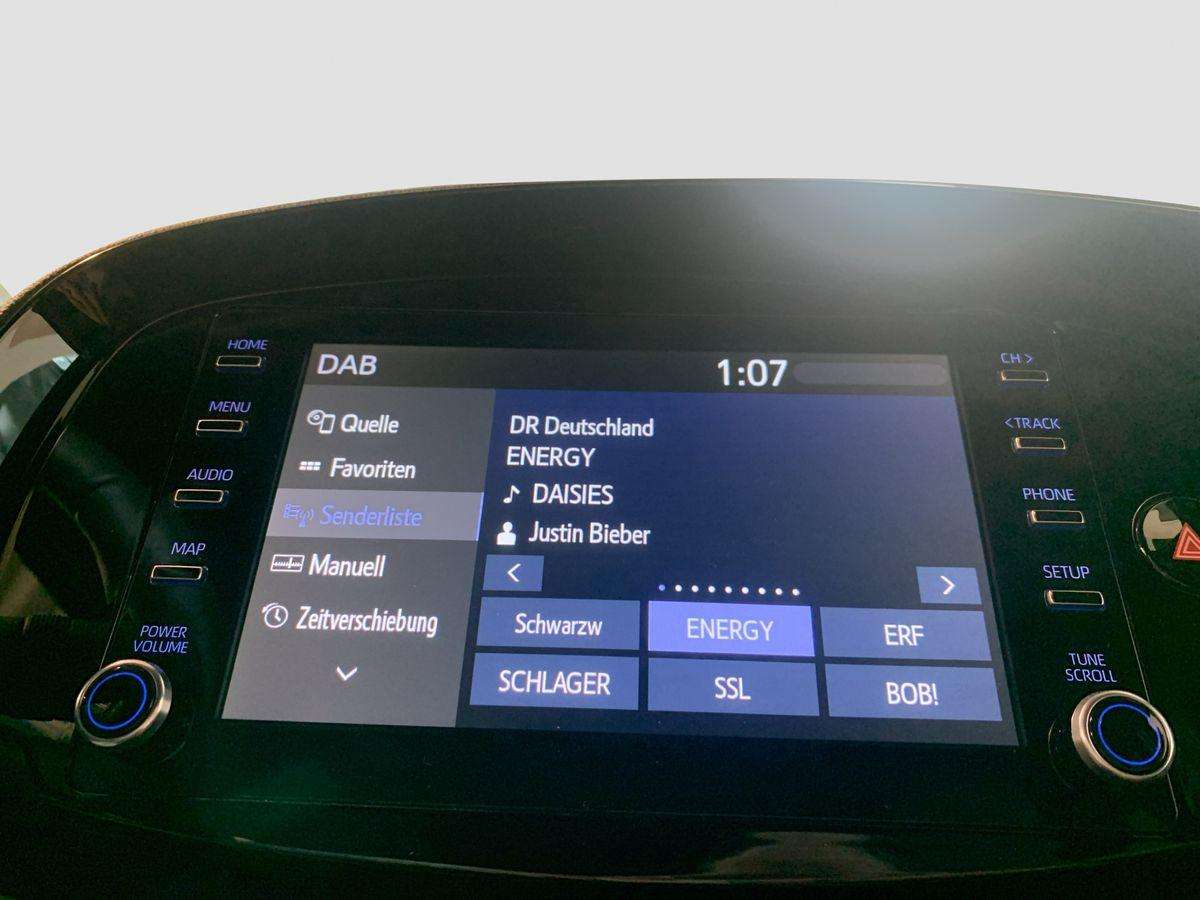 HOME
MENU
AUDIO
MAP
POWER
VOLUME
DAB
1:07
Quelle
Favoriten
Senderliste
Manuell
Zeitverschiebung
DR Deutschland
ENERGY
DAISIES
Justin Bieber
<
>
Schwarzw
ENERGY
ERF
SCHLAGER
SSL
BOB!
CH >
<TRACK
PHONE
SETUP
TUNE
SCROLL